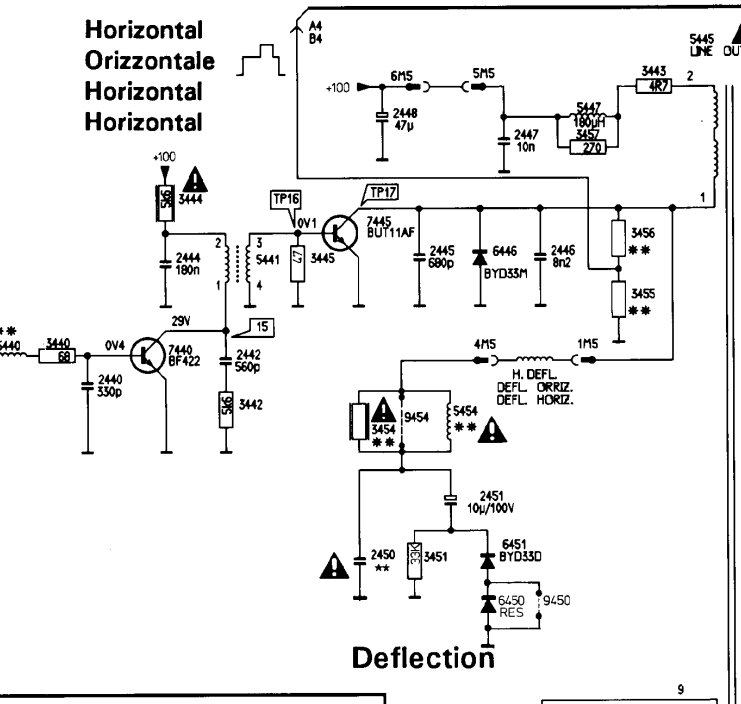 Horizontal
Orizzontale
Horizontal
Horizontal
A4
B4
5445
LINE OU
+100
6M5
5M5
3443
4R7
2
2448
47µ
5447
180µH
3457
270
2447
10n
1
+100
5k6
3444
TP16
TP17
0V1
7445
BUT11AF
2
3
5441
1
4
2444
180n
47
3445
2445
680p
6446
BYD33M
2446
8n2
3456
**
3455
**
29V
15
**
5440
3440
68
0V4
7440
BF422
2442
560p
2440
330p
5k6
3442
4M5
1M5
H. DEFL.
DEFL. ORRIZ.
DEFL. HORIZ.
3454
**
9454
5454
**
2451
10µ/100V
2450
**
33K
3451
6451
BYD33D
6450
RES
9450
Deflection
9